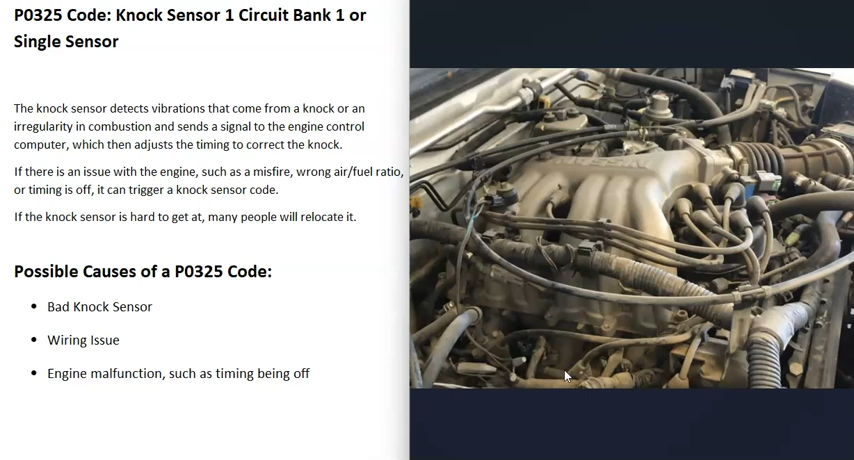 P0325 Code: Knock Sensor 1 Circuit Bank 1 or
Single Sensor
The knock sensor detects vibrations that come from a knock or an
irregularity in combustion and sends a signal to the engine control
computer, which then adjusts the timing to correct the knock.
If there is an issue with the engine, such as a misfire, wrong air/fuel ratio,
or timing is off, it can trigger a knock sensor code.
If the knock sensor is hard to get at, many people will relocate it.
Possible Causes of a P0325 Code:
• Bad Knock Sensor
• Wiring Issue
• Engine malfunction, such as timing being off